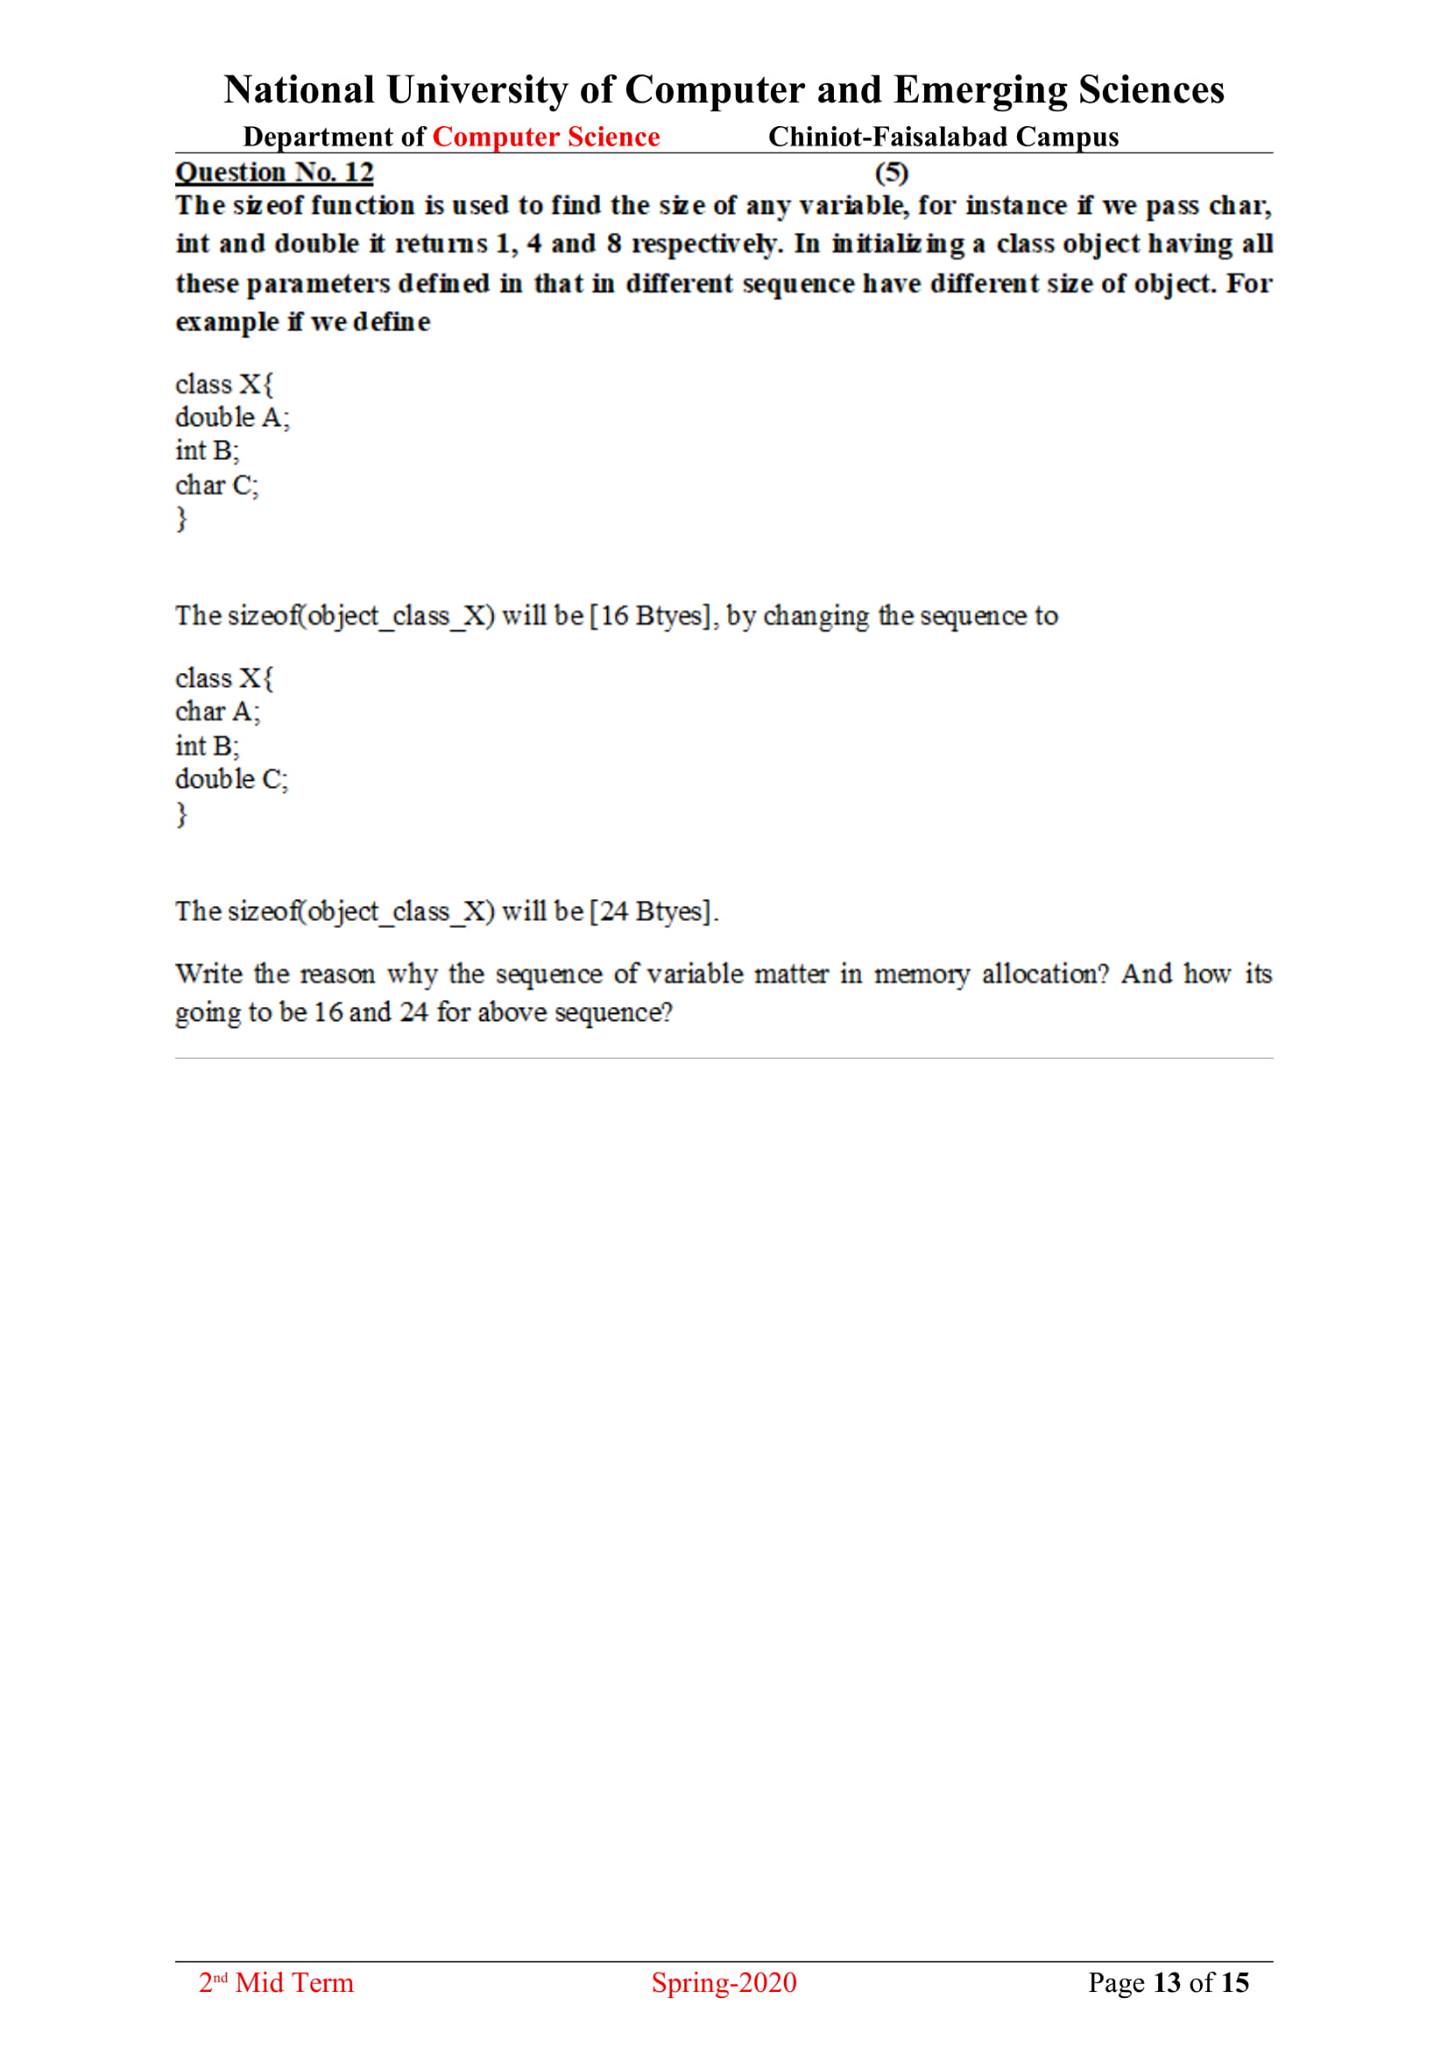 National University of Computer and Emerging Sciences
Department of Computer Science Chiniot-Faisalabad Campus
Question No. 12 (5)
The sizeof function is used to find the size of any variable, for instance if we pass char,
int and double it returns 1, 4 and 8 respectively. In initializing a class object having all
these parameters defined in that in different sequence have different size of object. For
example if we define
class X{
double A;
int B;
char C;
}
The sizeof(object_class_X) will be [16 Btyes], by changing the sequence to
class X{
char A;
int B;
double C;
}
The sizeof(object_class_X) will be [24 Btyes].
Write the reason why the sequence of variable matter in memory allocation? And how its
going to be 16 and 24 for above sequence?
2nd Mid Term Spring-2020 Page 13 of 15